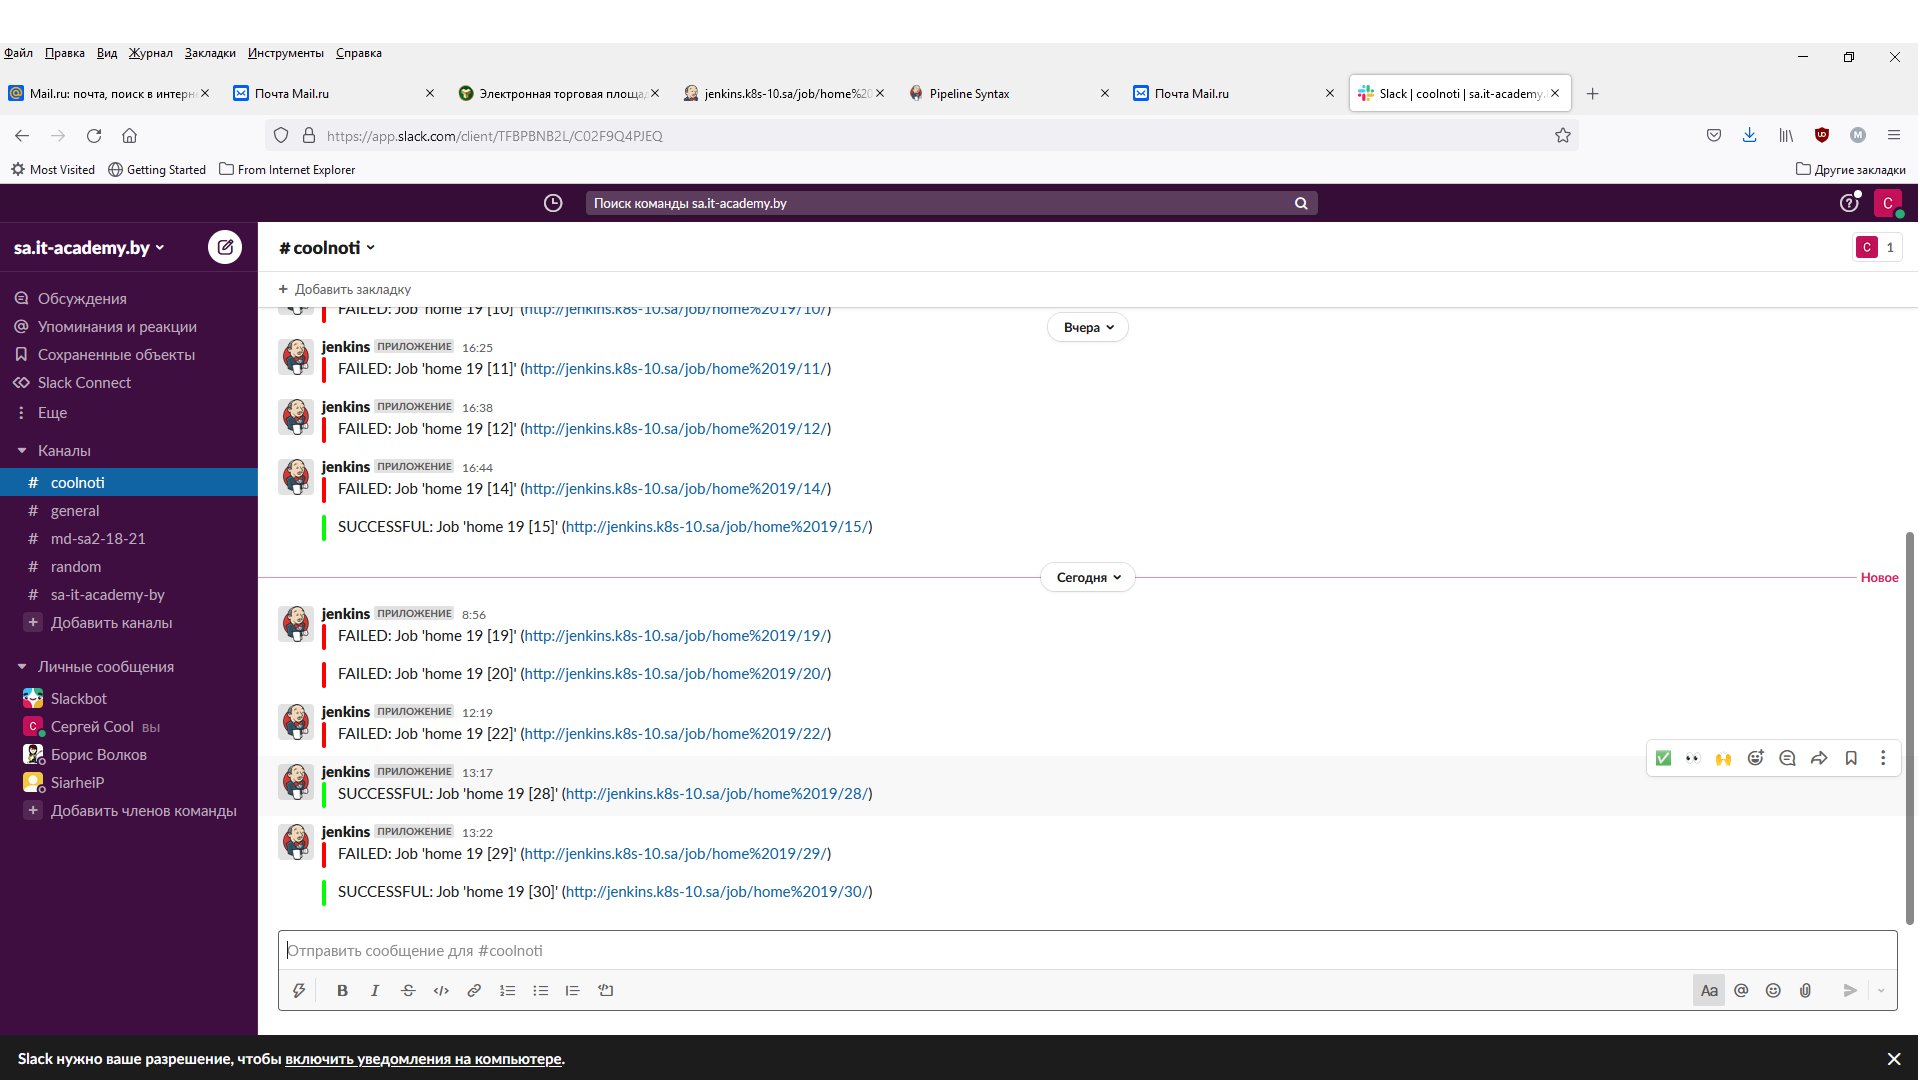 Файл Правка Вид Журнал Закладки Инструменты Справка
Mail.ru: почта, поиск в интерн
Почта Mail.ru
Электронная торговая площад
jenkins.k8s-10.sa/job/home%20
Pipeline Syntax
Почта Mail.ru
Slack | coolnoti | sa.it-academy.
https://app.slack.com/client/TFBPBNB2L/C02F9Q4PJEQ
M
Most Visited Getting Started From Internet Explorer Другие закладки
Поиск команды sa.it-academy.by
C
sa.it-academy.by
# coolnoti
C 1
+ Добавить закладку
Обсуждения
@ Упоминания и реакции
Сохраненные объекты
Slack Connect
Еще
Каналы
# coolnoti
# general
# md-sa2-18-21
# random
# sa-it-academy-by
+ Добавить каналы
Личные сообщения
Slackbot
C Сергей Cool вы
Борис Волков
SiarheiP
+ Добавить членов команды
FAILED: Job 'home 19 [10]' (http://jenkins.k8s-10.sa/job/home%2019/10/)
Вчера
jenkins ПРИЛОЖЕНИЕ 16:25
FAILED: Job 'home 19 [11]' (http://jenkins.k8s-10.sa/job/home%2019/11/)
jenkins ПРИЛОЖЕНИЕ 16:38
FAILED: Job 'home 19 [12]' (http://jenkins.k8s-10.sa/job/home%2019/12/)
jenkins ПРИЛОЖЕНИЕ 16:44
FAILED: Job 'home 19 [14]' (http://jenkins.k8s-10.sa/job/home%2019/14/)
SUCCESSFUL: Job 'home 19 [15]' (http://jenkins.k8s-10.sa/job/home%2019/15/)
Сегодня
Новое
jenkins ПРИЛОЖЕНИЕ 8:56
FAILED: Job 'home 19 [19]' (http://jenkins.k8s-10.sa/job/home%2019/19/)
FAILED: Job 'home 19 [20]' (http://jenkins.k8s-10.sa/job/home%2019/20/)
jenkins ПРИЛОЖЕНИЕ 12:19
FAILED: Job 'home 19 [22]' (http://jenkins.k8s-10.sa/job/home%2019/22/)
jenkins ПРИЛОЖЕНИЕ 13:17
SUCCESSFUL: Job 'home 19 [28]' (http://jenkins.k8s-10.sa/job/home%2019/28/)
jenkins ПРИЛОЖЕНИЕ 13:22
FAILED: Job 'home 19 [29]' (http://jenkins.k8s-10.sa/job/home%2019/29/)
SUCCESSFUL: Job 'home 19 [30]' (http://jenkins.k8s-10.sa/job/home%2019/30/)
Отправить сообщение для #coolnoti
B I S </> Aa @
Slack нужно ваше разрешение, чтобы включить уведомления на компьютере.